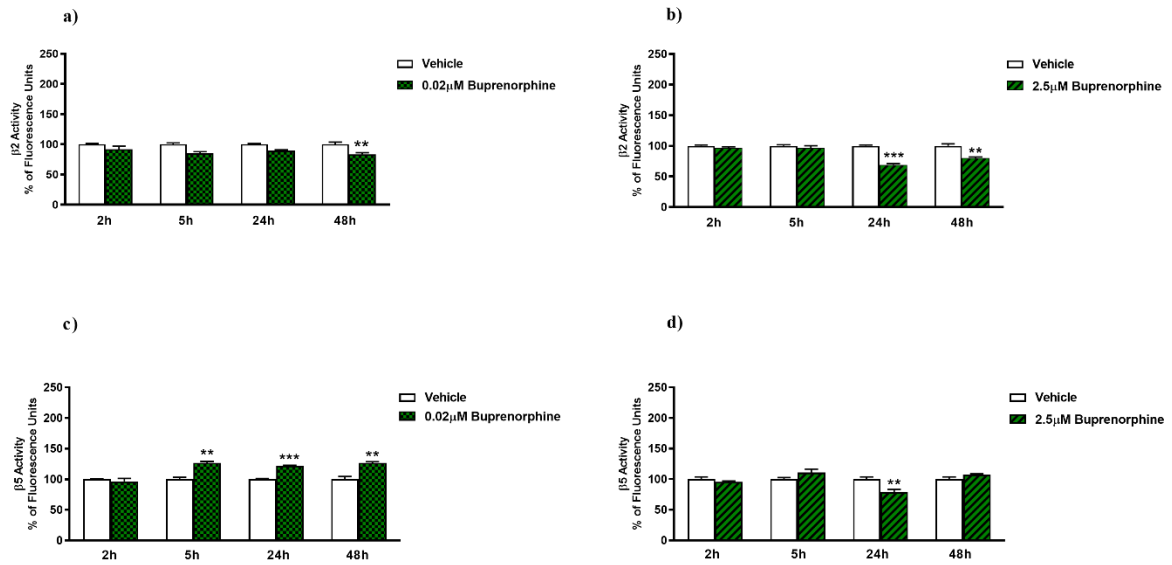 a)
250
200
150
100
50
0
β2 Activity
% of Fluorescence Units
Vehicle
0.02μM Buprenorphine
**
2h 5h 24h 48h
b)
250
200
150
100
50
0
β2 Activity
% of Fluorescence Units
Vehicle
2.5μM Buprenorphine
*** **
2h 5h 24h 48h
c)
250
200
150
100
50
0
β5 Activity
% of Fluorescence Units
Vehicle
0.02μM Buprenorphine
** *** **
2h 5h 24h 48h
d)
250
200
150
100
50
0
β5 Activity
% of Fluorescence Units
Vehicle
2.5μM Buprenorphine
**
2h 5h 24h 48h